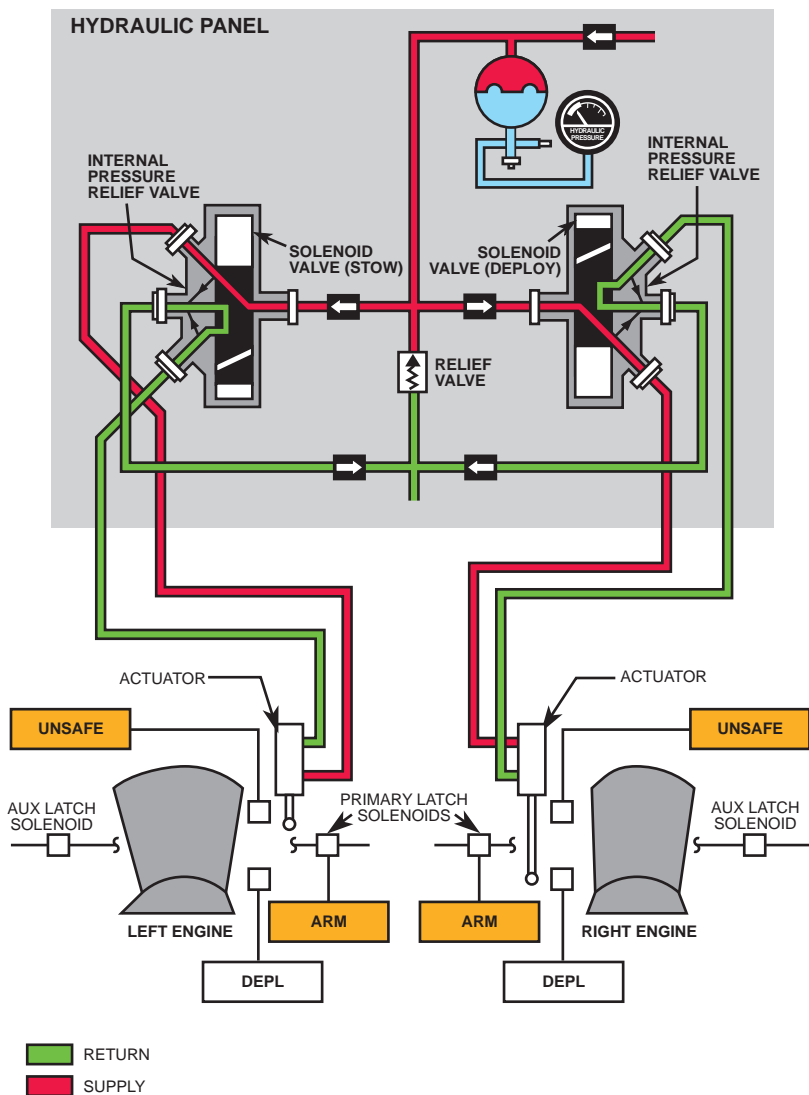 HYDRAULIC PANEL
HYDRAULIC
PRESSURE
INTERNAL
PRESSURE
RELIEF VALVE
INTERNAL
PRESSURE
RELIEF VALVE
SOLENOID
VALVE (STOW)
SOLENOID
VALVE (DEPLOY)
RELIEF
VALVE
ACTUATOR
ACTUATOR
UNSAFE
UNSAFE
AUX LATCH
SOLENOID
PRIMARY LATCH
SOLENOIDS
AUX LATCH
SOLENOID
LEFT ENGINE
ARM
ARM
RIGHT ENGINE
DEPL
DEPL
RETURN
SUPPLY